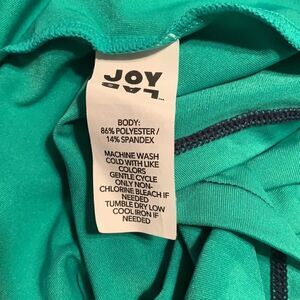 JOY
LAB™
BODY:
86% POLYESTER /
14% SPANDEX
MACHINE WASH
COLD WITH LIKE
COLORS
GENTLE CYCLE
ONLY NON-
CHLORINE BLEACH IF
NEEDED
TUMBLE DRY LOW
COOL IRON IF
NEEDED